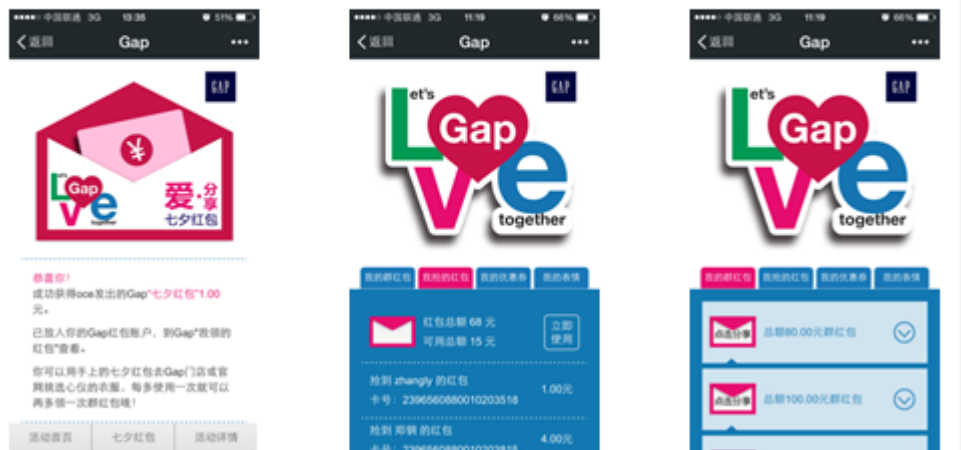 中国联通 3G 13:35 51%
返回 Gap
GAP
¥
Let's
Gap
Love
together
爱·分享
七夕红包
恭喜你!
成功获得oce发出的Gap"七夕红包"1.00
元。
已放入你的Gap红包账户,到Gap"我领的
红包"查看。
你可以用手上的七夕红包去Gap门店或官
网挑选心仪的衣服,每多使用一次就可以
再多领一次群红包哦!
活动首页 七夕红包 活动详情
中国联通 3G 11:19 66%
返回 Gap
GAP
Let's
Gap
Love
together
我的群红包 我抢的红包 我的优惠券 我的表情
红包总额 68 元
可用总额 15 元
立即
使用
抢到 zhangly 的红包
1.00元
卡号:2396560880010203518
抢到 郑钢 的红包
4.00元
卡号:2396560880010203815
中国联通 3G 11:19 66%
返回 Gap
GAP
Let's
Gap
Love
together
我的群红包 我抢的红包 我的优惠券 我的表情
点击分享 总额80.00元群红包
点击分享 总额100.00元群红包